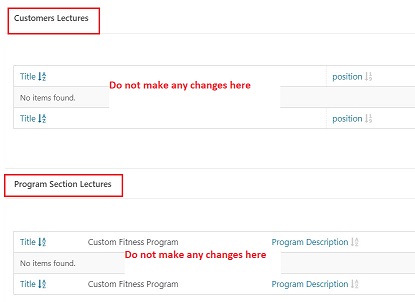 Customers Lectures
Title position
Do not make any changes here
No items found.
Title position
Program Section Lectures
Title Custom Fitness Program Program Description
Do not make any changes here
No items found.
Title Custom Fitness Program Program Description